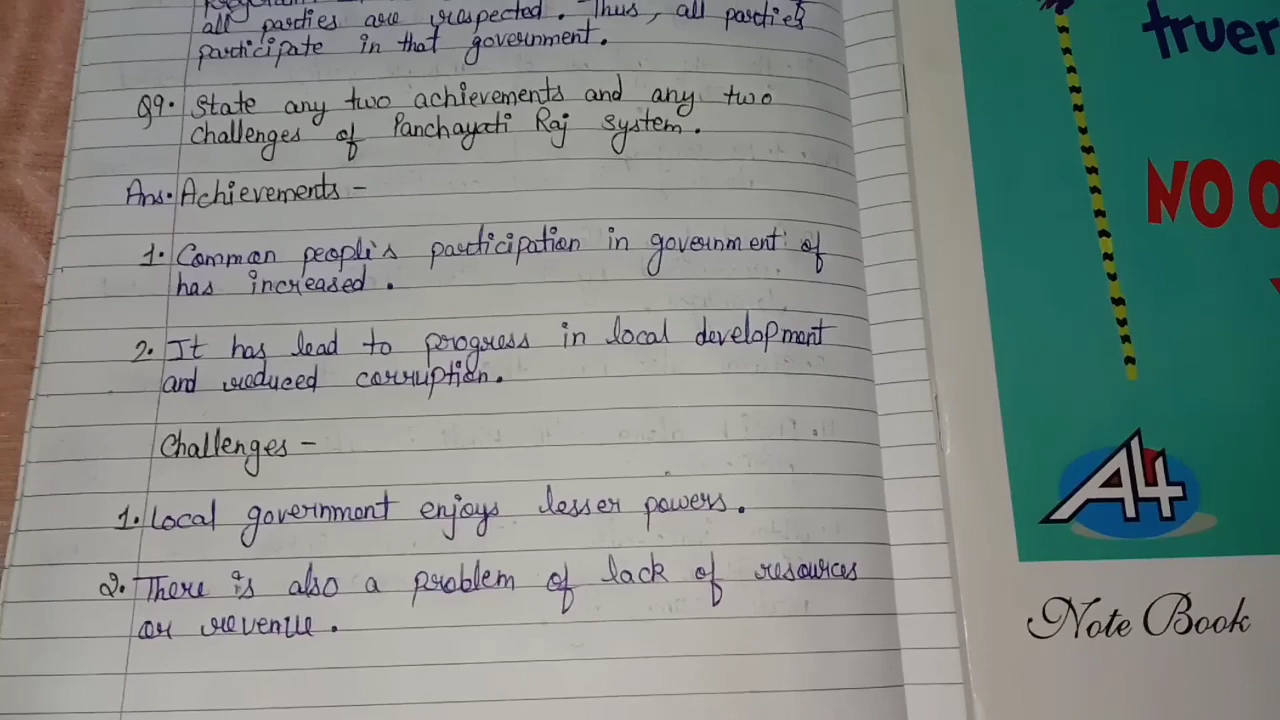 all parties are respected. Thus, all parties
participate in that government.
Q9. State any two achievements and any two
challenges of Panchayati Raj system.
Ans. Achievements -
1. Common people's participation in government of
has increased.
2. It has lead to progress in local development
and reduced corruption.
Challenges -
1. Local government enjoys lesser powers.
2. There is also a problem of lack of resources
or revenue.
truer
NO O
A4
Note Book